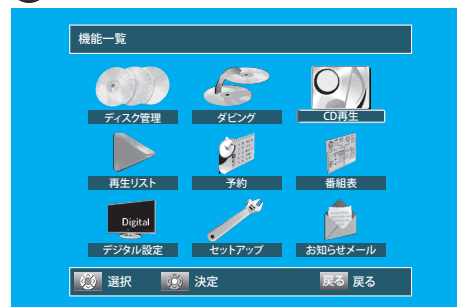 機能一覧
ディスク管理 ダビング CD再生
再生リスト 予約 番組表
Digital
デジタル設定 セットアップ お知らせメール
選択 決定 戻る 戻る